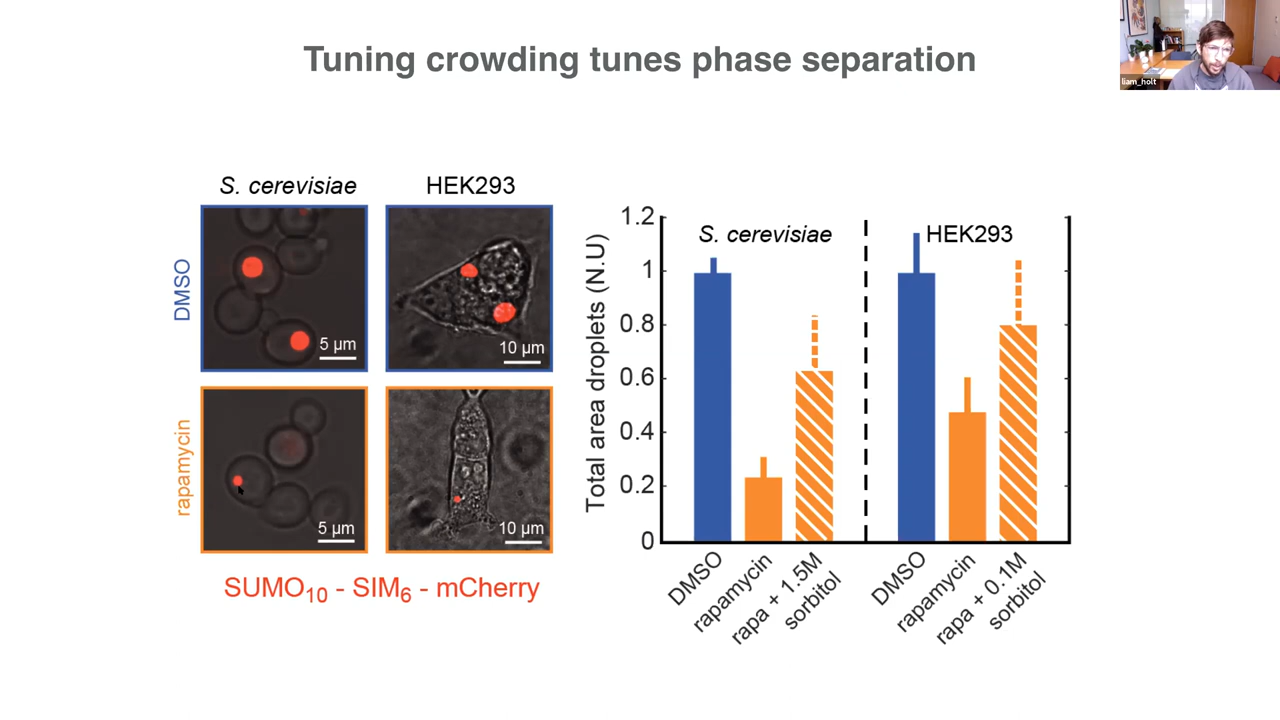 Tuning crowding tunes phase separation
liam_holt
S. cerevisiae
HEK293
DMSO
5 µm
10 µm
rapamycin
5 µm
10 µm
SUMO10 - SIM6 - mCherry
Total area droplets (N.U)
1.2
1
0.8
0.6
0.4
0.2
0
S. cerevisiae
HEK293
DMSO
rapamycin
rapa + 1.5M
sorbitol
DMSO
rapamycin
rapa + 0.1M
sorbitol